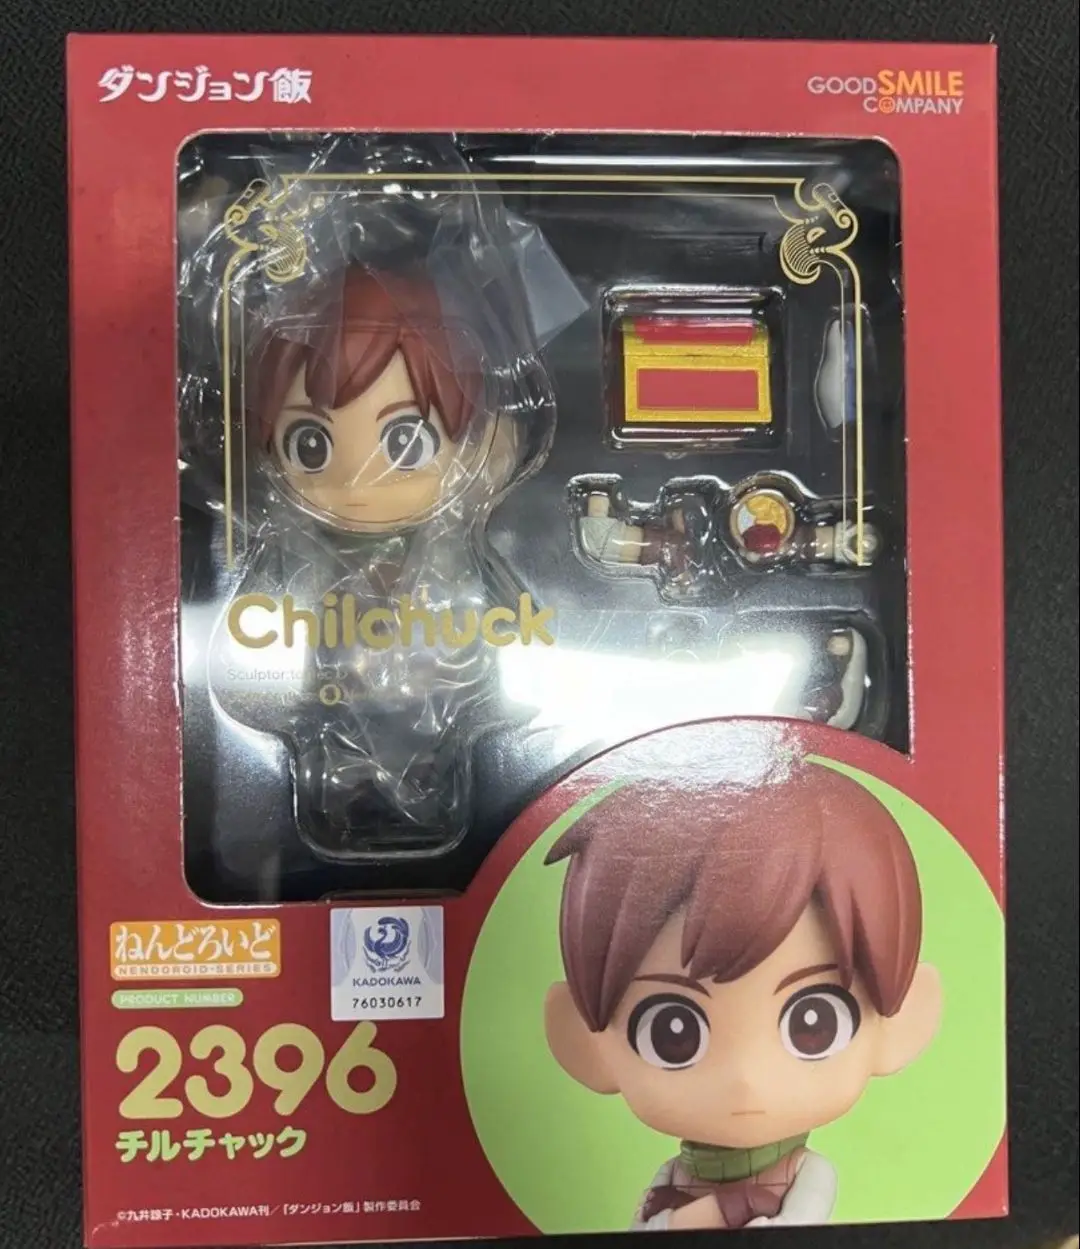 ダンジョン飯
GOOD SMILE
COMPANY
Chilchuck
Sculptor:
ねんどろいど
NENDOROID-SERIES
PRODUCT NUMBER
2396
チルチャック
KADOKAWA
76030617
©九井諒子・KADOKAWA刊/「ダンジョン飯」製作委員会